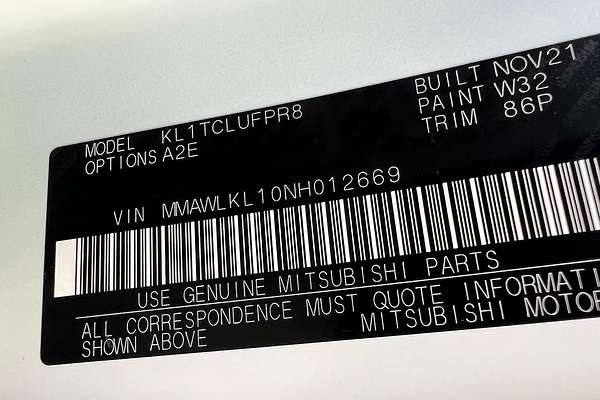 MODEL KL1TCLUFPR8
OPTIONS A2E
BUILT NOV21
PAINT W32
TRIM 86P
VIN MMAWLKL10NH012669
USE GENUINE MITSUBISHI PARTS
ALL CORRESPONDENCE MUST QUOTE INFORMATI
SHOWN ABOVE
MITSUBISHI MOTOR